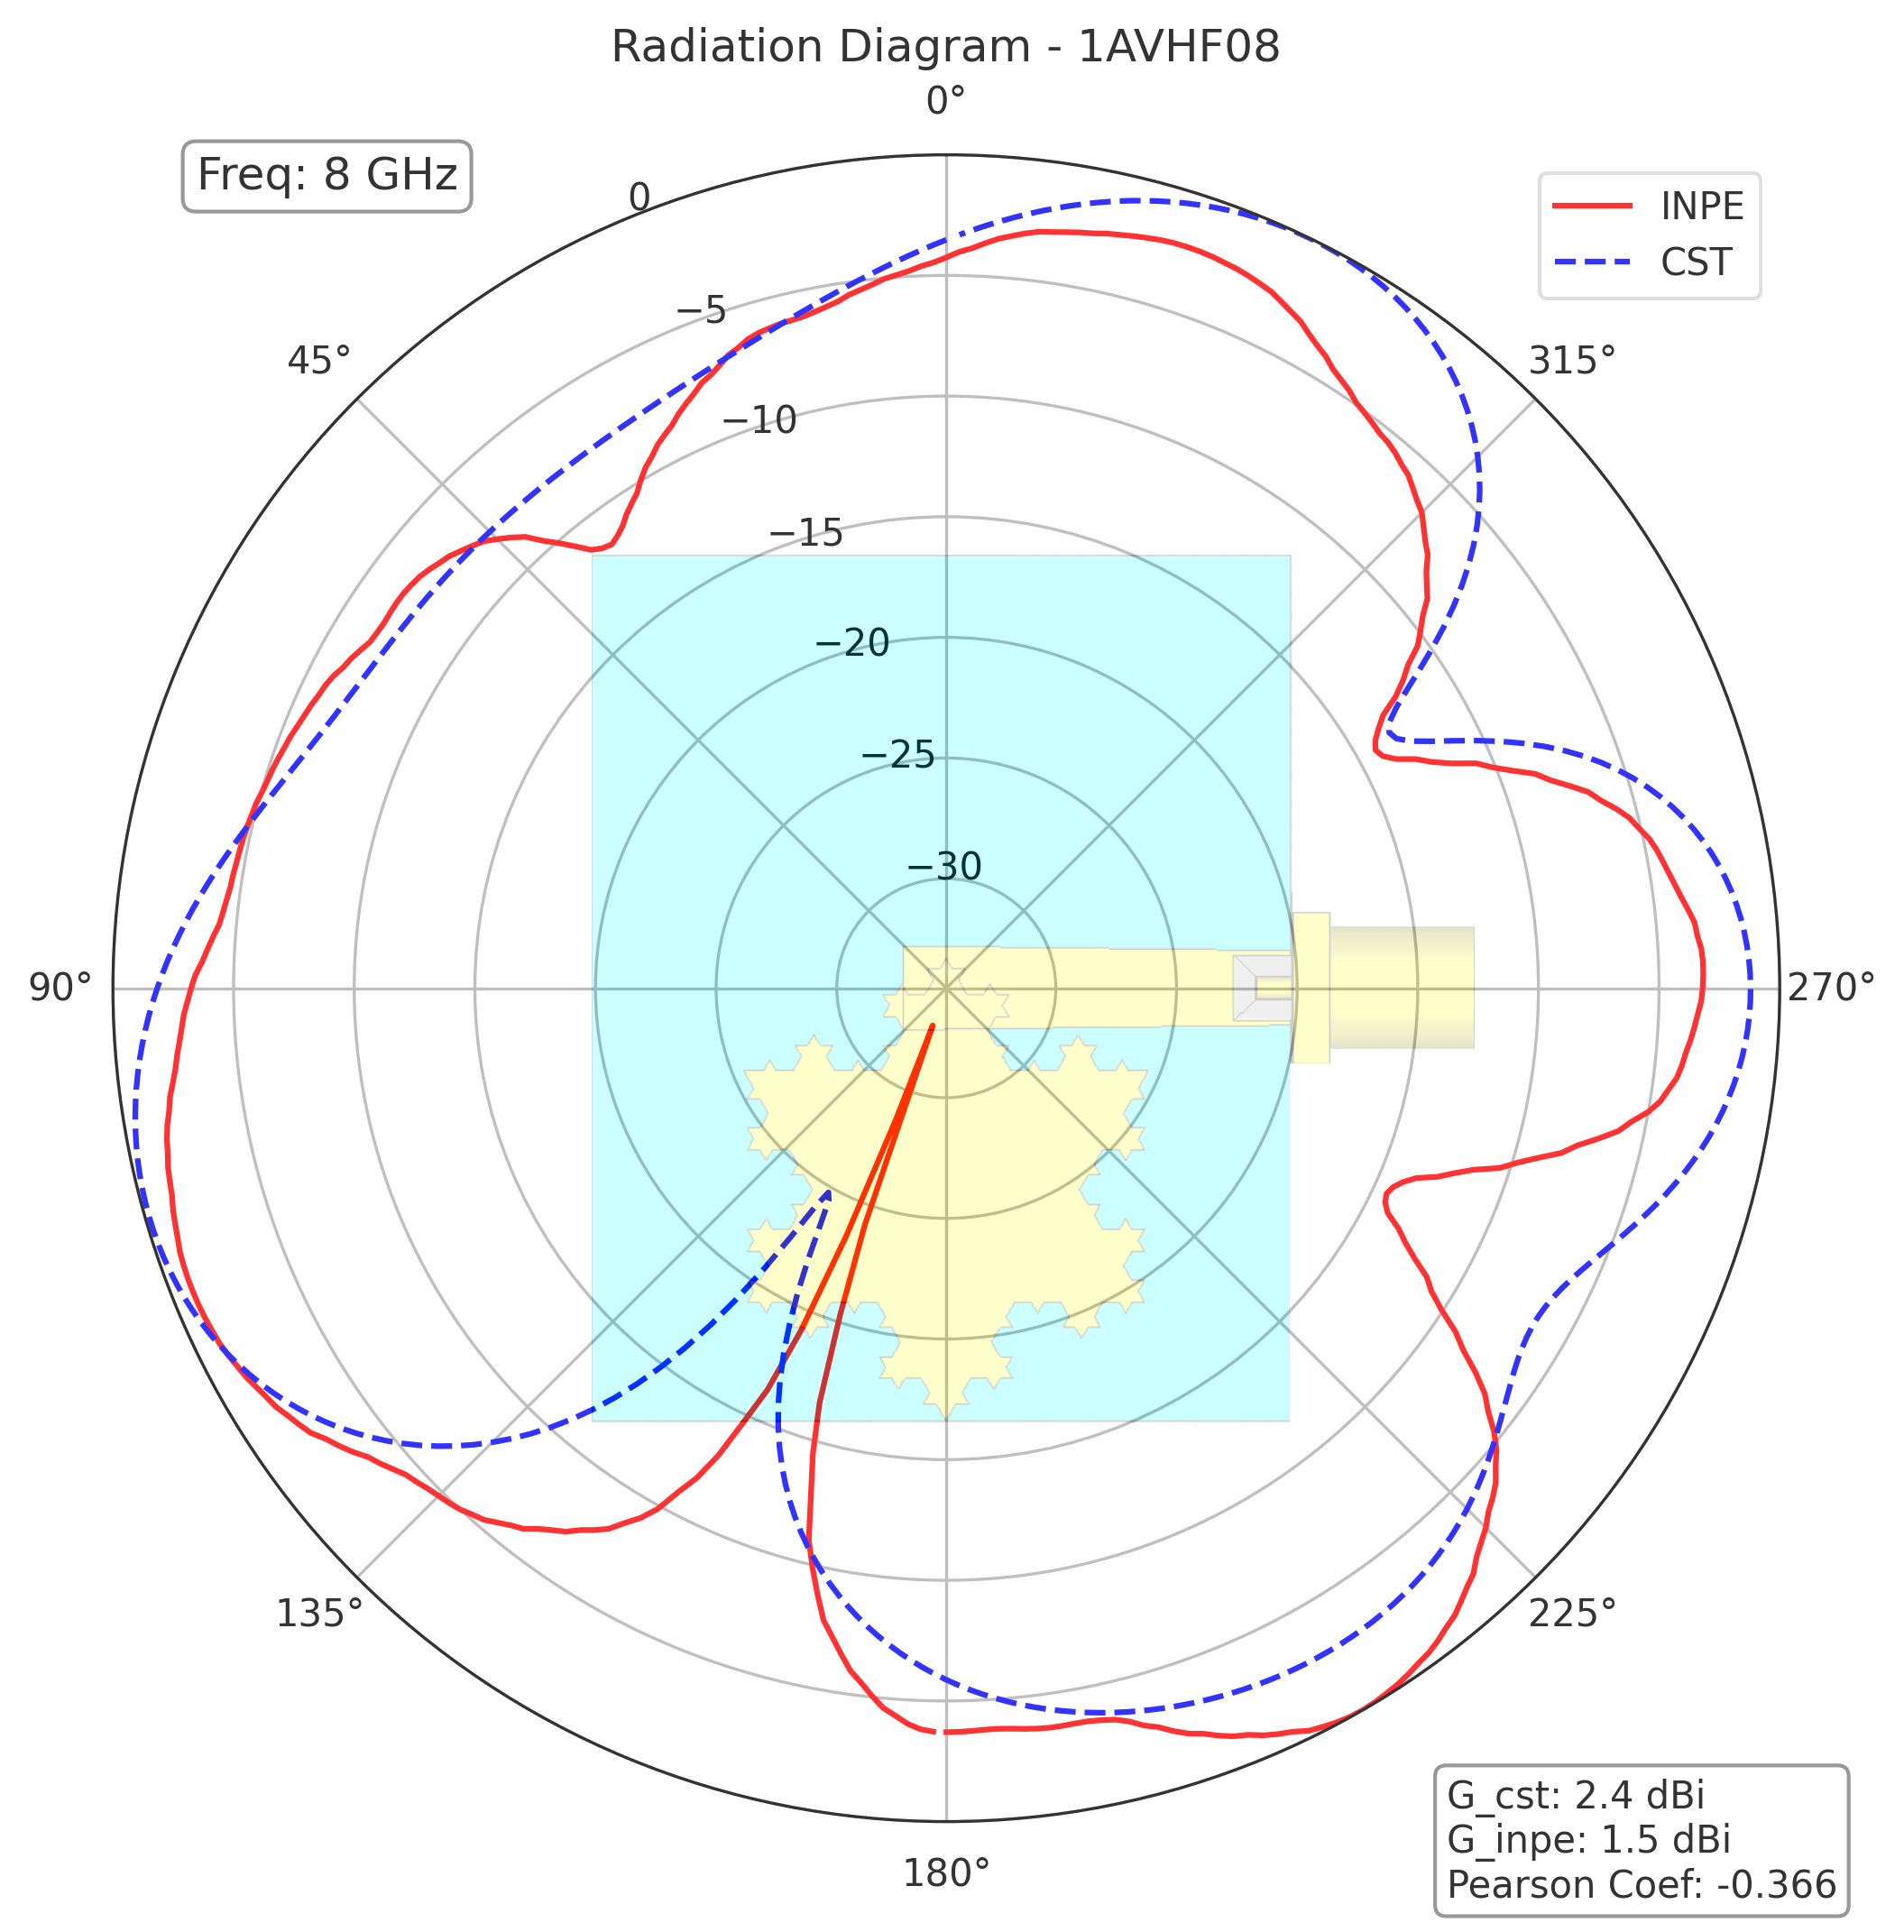 Radiation Diagram - 1AVHF08
0°
Freq: 8 GHz
0
INPE
CST
−5
45°
315°
−10
−15
−20
−25
−30
90°
270°
135°
225°
180°
G_cst: 2.4 dBi
G_inpe: 1.5 dBi
Pearson Coef: -0.366